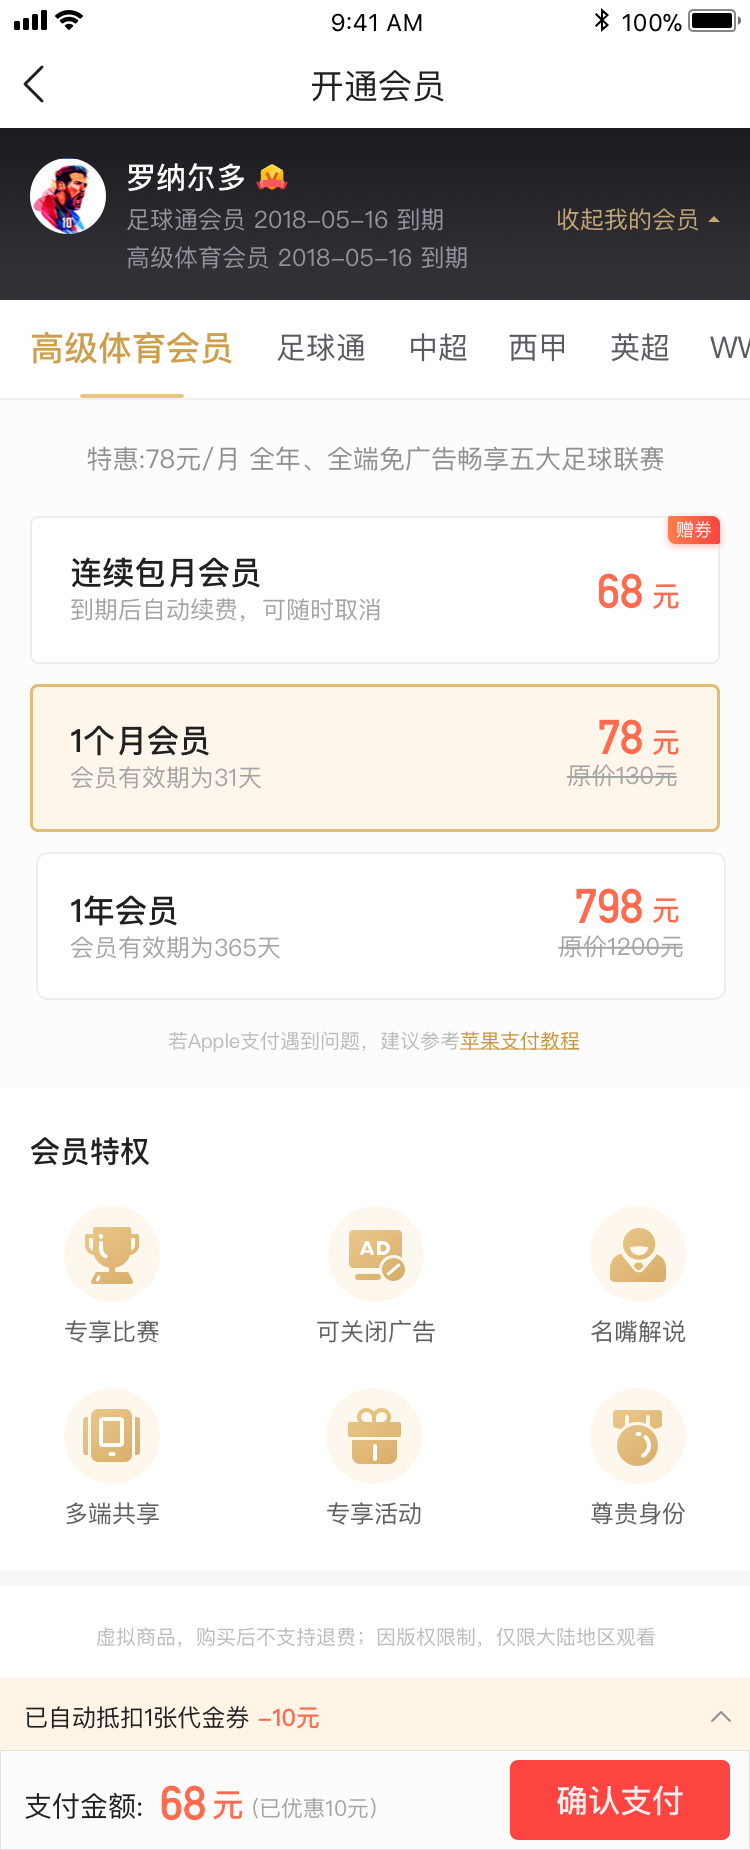 9:41 AM
100%
开通会员
罗纳尔多
足球通会员 2018-05-16 到期
收起我的会员
高级体育会员 2018-05-16 到期
高级体育会员 足球通 中超 西甲 英超 WW
特惠:78元/月 全年、全端免广告畅享五大足球联赛
赠券
连续包月会员
68 元
到期后自动续费，可随时取消
1个月会员
78 元
会员有效期为31天
原价130元
1年会员
798 元
会员有效期为365天
原价1200元
若Apple支付遇到问题，建议参考苹果支付教程
会员特权
AD
专享比赛 可关闭广告 名嘴解说
多端共享 专享活动 尊贵身份
虚拟商品，购买后不支持退费；因版权限制，仅限大陆地区观看
已自动抵扣1张代金券 -10元
支付金额: 68 元 (已优惠10元)
确认支付